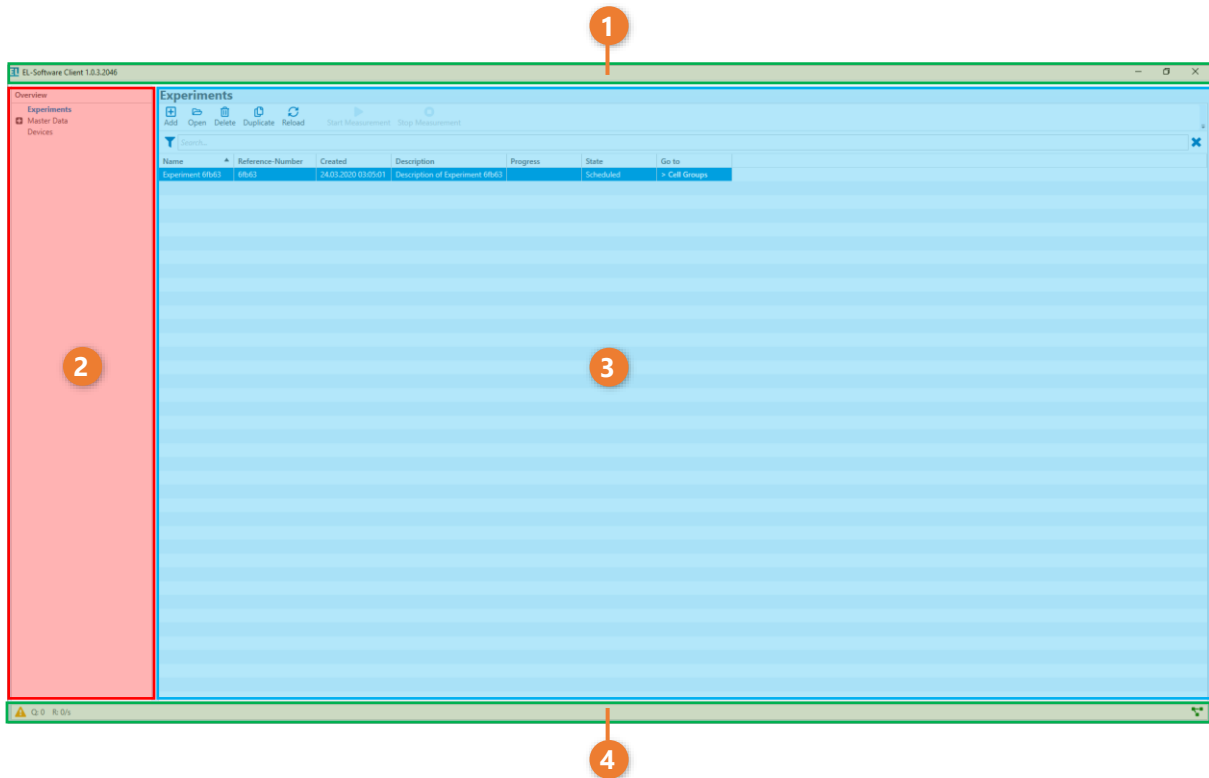 1
EL EL-Software Client 1.0.3.2046
Overview
Experiments
Master Data
Devices
2
Experiments
Add Open Delete Duplicate Reload Start Measurement Stop Measurement
Search...
Name Reference-Number Created Description Progress State Go to
Experiment 6fb63 6fb63 24.03.2020 03:05:01 Description of Experiment 6fb63 Scheduled > Cell Groups
3
Q: 0 R: 0/s
4